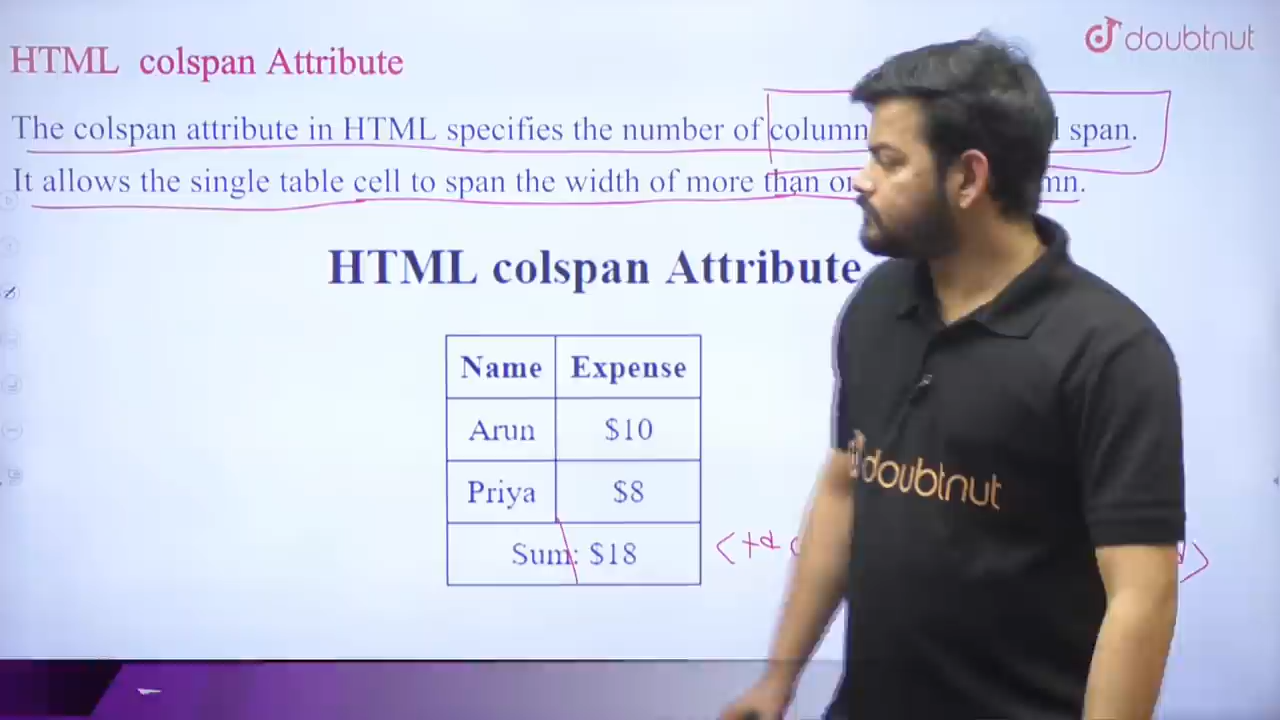 doubtnut
HTML colspan Attribute
The colspan attribute in HTML specifies the number of column span.
It allows the single table cell to span the width of more than
HTML colspan Attribute
Name Expense
Arun $10
Priya $8
Sum: $18
<td
doubtnut